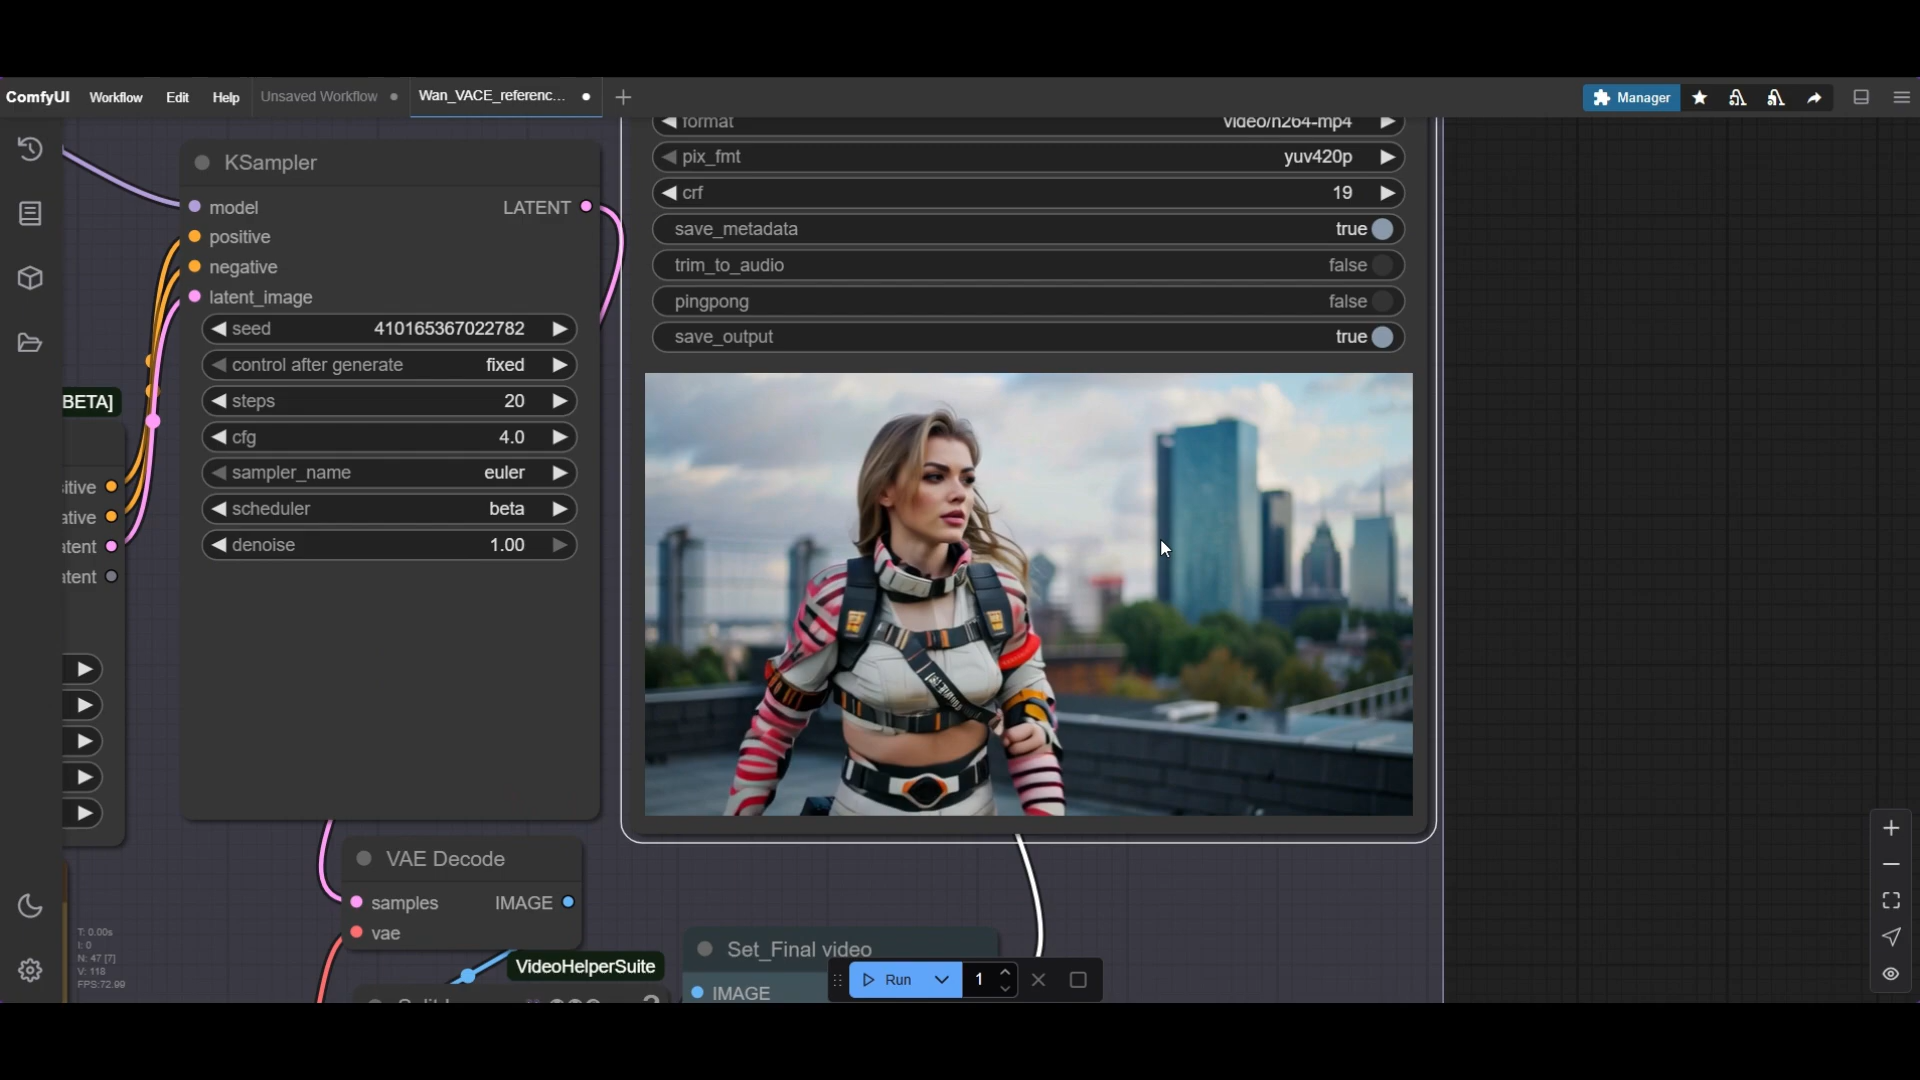 ComfyUI Workflow Edit Help Unsaved Workflow Wan_VACE_referenc... Manager
format video/h264-mp4
pix_fmt yuv420p
crf 19
save_metadata true
trim_to_audio false
pingpong false
save_output true
KSampler
model LATENT
positive
negative
latent_image
seed 410165367022782
control after generate fixed
steps 20
cfg 4.0
sampler_name euler
scheduler beta
denoise 1.00
BETA]
itive
ative
atent
atent
VAE Decode
samples IMAGE
vae
VideoHelperSuite
Set_Final video
IMAGE
Run 1
T: 0.00s
I: 0
N: 47 [7]
V: 118
FPS:72.99